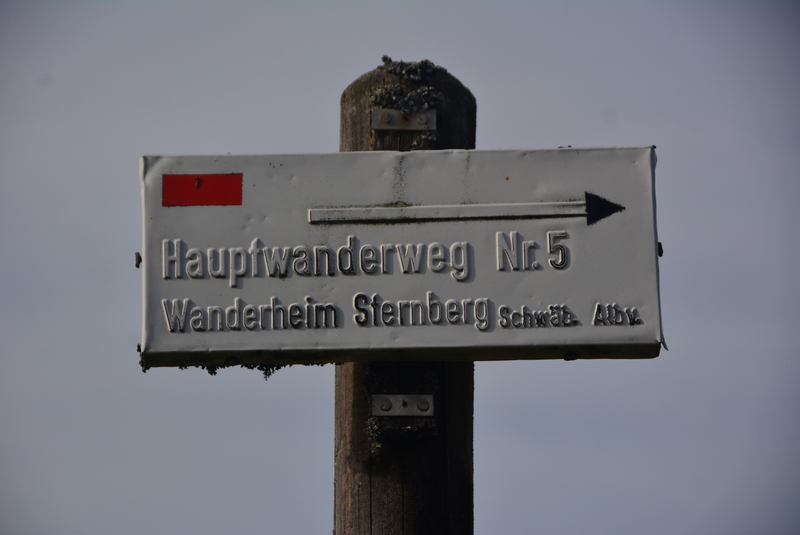 Hauptwanderweg Nr. 5
Wanderheim Sternberg Schwäb. Albv.